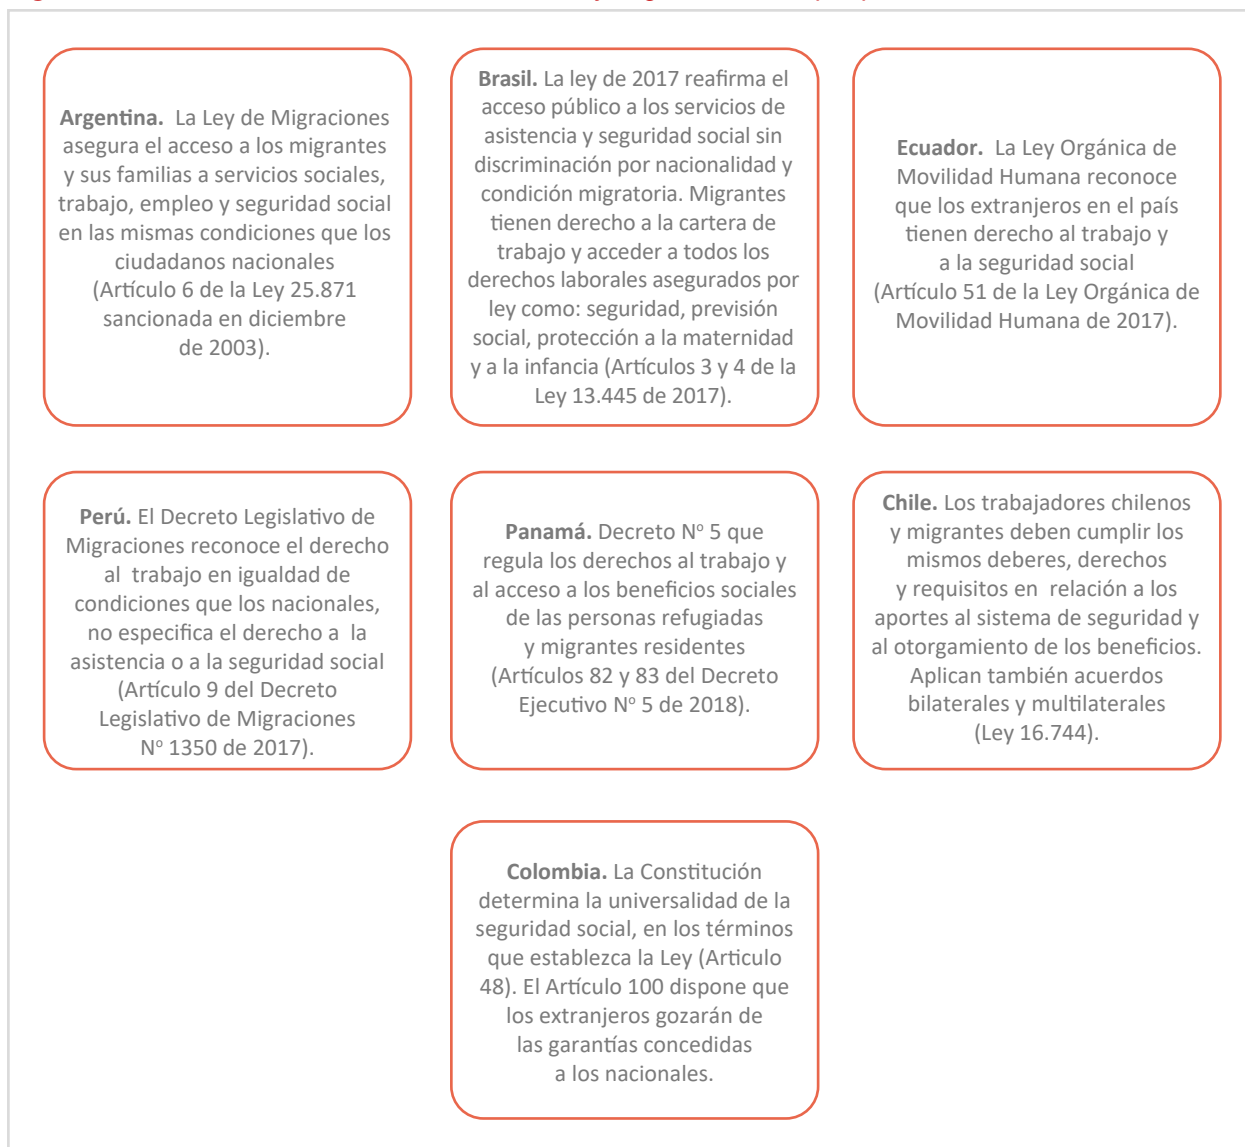 Argentina. La Ley de Migraciones
asegura el acceso a los migrantes
y sus familias a servicios sociales,
trabajo, empleo y seguridad social
en las mismas condiciones que los
ciudadanos nacionales
(Artículo 6 de la Ley 25.871
sancionada en diciembre
de 2003).
Brasil. La ley de 2017 reafirma el
acceso público a los servicios de
asistencia y seguridad social sin
discriminación por nacionalidad y
condición migratoria. Migrantes
tienen derecho a la cartera de
trabajo y acceder a todos los
derechos laborales asegurados por
ley como: seguridad, previsión
social, protección a la maternidad
y a la infancia (Artículos 3 y 4 de la
Ley 13.445 de 2017).
Ecuador. La Ley Orgánica de
Movilidad Humana reconoce
que los extranjeros en el país
tienen derecho al trabajo y
a la seguridad social
(Artículo 51 de la Ley Orgánica de
Movilidad Humana de 2017).
Perú. El Decreto Legislativo de
Migraciones reconoce el derecho
al trabajo en igualdad de
condiciones que los nacionales,
no especifica el derecho a la
asistencia o a la seguridad social
(Artículo 9 del Decreto
Legislativo de Migraciones
Nº 1350 de 2017).
Panamá. Decreto Nº 5 que
regula los derechos al trabajo y
al acceso a los beneficios sociales
de las personas refugiadas
y migrantes residentes
(Artículos 82 y 83 del Decreto
Ejecutivo Nº 5 de 2018).
Chile. Los trabajadores chilenos
y migrantes deben cumplir los
mismos deberes, derechos
y requisitos en relación a los
aportes al sistema de seguridad y
al otorgamiento de los beneficios.
Aplican también acuerdos
bilaterales y multilaterales
(Ley 16.744).
Colombia. La Constitución
determina la universalidad de la
seguridad social, en los términos
que establezca la Ley (Articulo
48). El Artículo 100 dispone que
los extranjeros gozarán de
las garantías concedidas
a los nacionales.